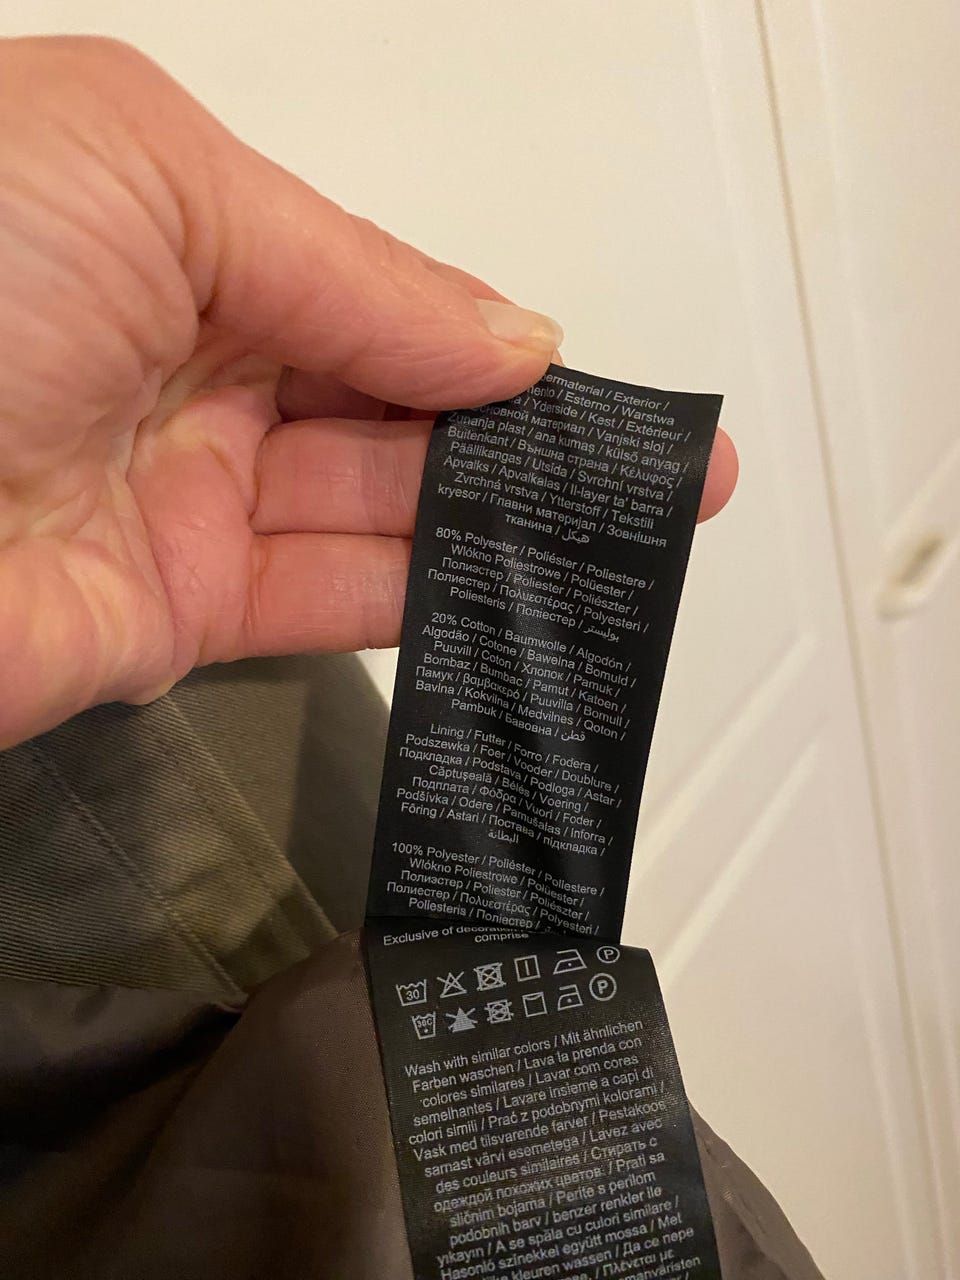 ermaterial / Exterior /
/ Esterno / Warstwa
/ Yderside / Kest / Extérieur /
Основной материал / Vanjski sloj /
Zunanja plast / ana kumaş / külső anyag /
Buitenkant / Външна страна / Κέλυφος /
Päällikangas / Utsida / Svrchní vrstva /
Apvalks / Apvalkalas / Il-layer ta' barra /
Zvrchná vrstva / Ytterstoff / Tekstili
kryesor / Главни материјал / Зовнішня
тканина / هيكل
80% Polyester / Poliéster / Poliestere /
Włókno Poliestrowe / Polüester /
Полиэстер / Poliester / Poliészter /
Полиестер / Πολυεστέρας / Polyesteri /
Poliesteris / Поліестер / بوليستر
20% Cotton / Baumwolle / Algodón /
Algodão / Cotone / Bawełna / Bomuld /
Puuvill / Coton / Хлопок / Pamuk /
Bombaz / Bumbac / Pamut / Katoen /
Памук / βαμβακερό / Puuvilla / Bomull /
Bavlna / Kokvilna / Medvilnės / Qoton /
Pambuk / Бавовна / قطن
Lining / Futter / Forro / Fodera /
Podszewka / Foer / Vooder / Doublure /
Подкладка / Podstava / Podloga / Astar /
Căptușeală / Bélés / Voering /
Подплата / Φόδρα / Vuori / Foder /
Podšívka / Odere / Pamušalas / Inforra /
Fôring / Astari / Постава / підкладка /
البطانة
100% Polyester / Poliéster / Poliestere /
Włókno Poliestrowe / Polüester /
Полиэстер / Poliester / Poliészter /
Полиестер / Πολυεστέρας / Polyesteri /
Poliesteris / Поліестер /
Exclusive of
comprise
30 P
30C P
Wash with similar colors / Mit ähnlichen
Farben waschen / Lava la prenda con
colores similares / Lavar com cores
semelhantes / Lavare insieme a capi di
colori simili / Prać z podobnymi kolorami /
Vask med tilsvarende farver / Pestakoos
sarnast värvi esemetega / Lavez avec
des couleurs similaires / Стирать с
одеждой похожих цветов. / Prati sa
sličnim bojama / Perite s perilom
podobnih barv / benzer renkler ile
yıkayın / A se spăla cu culori similare /
Hasonló színekkel együtt mossa / Met
kleuren wassen / Да се пере
/ Πλένεται με